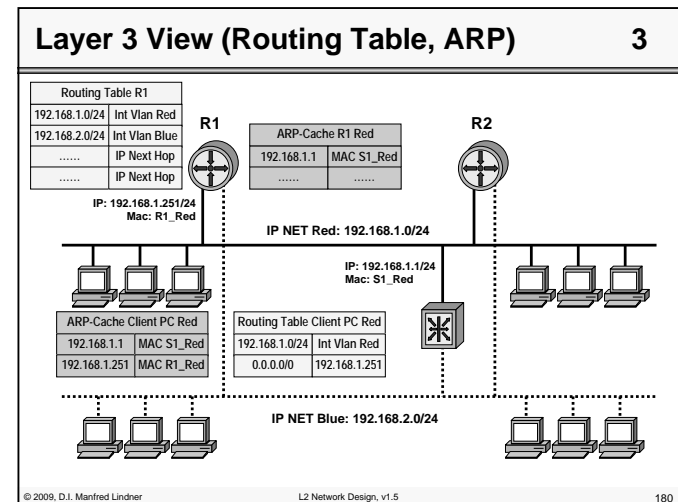 Layer 3 View (Routing Table, ARP) 3
Routing Table R1
192.168.1.0/24 Int Vlan Red
192.168.2.0/24 Int Vlan Blue
...... IP Next Hop
...... IP Next Hop
R1
ARP-Cache R1 Red
192.168.1.1 MAC S1_Red
...... ......
R2
IP: 192.168.1.251/24
Mac: R1_Red
IP NET Red: 192.168.1.0/24
IP: 192.168.1.1/24
Mac: S1_Red
ARP-Cache Client PC Red
192.168.1.1 MAC S1_Red
192.168.1.251 MAC R1_Red
Routing Table Client PC Red
192.168.1.0/24 Int Vlan Red
0.0.0.0/0 192.168.1.251
IP NET Blue: 192.168.2.0/24
© 2009, D.I. Manfred Lindner L2 Network Design, v1.5 180